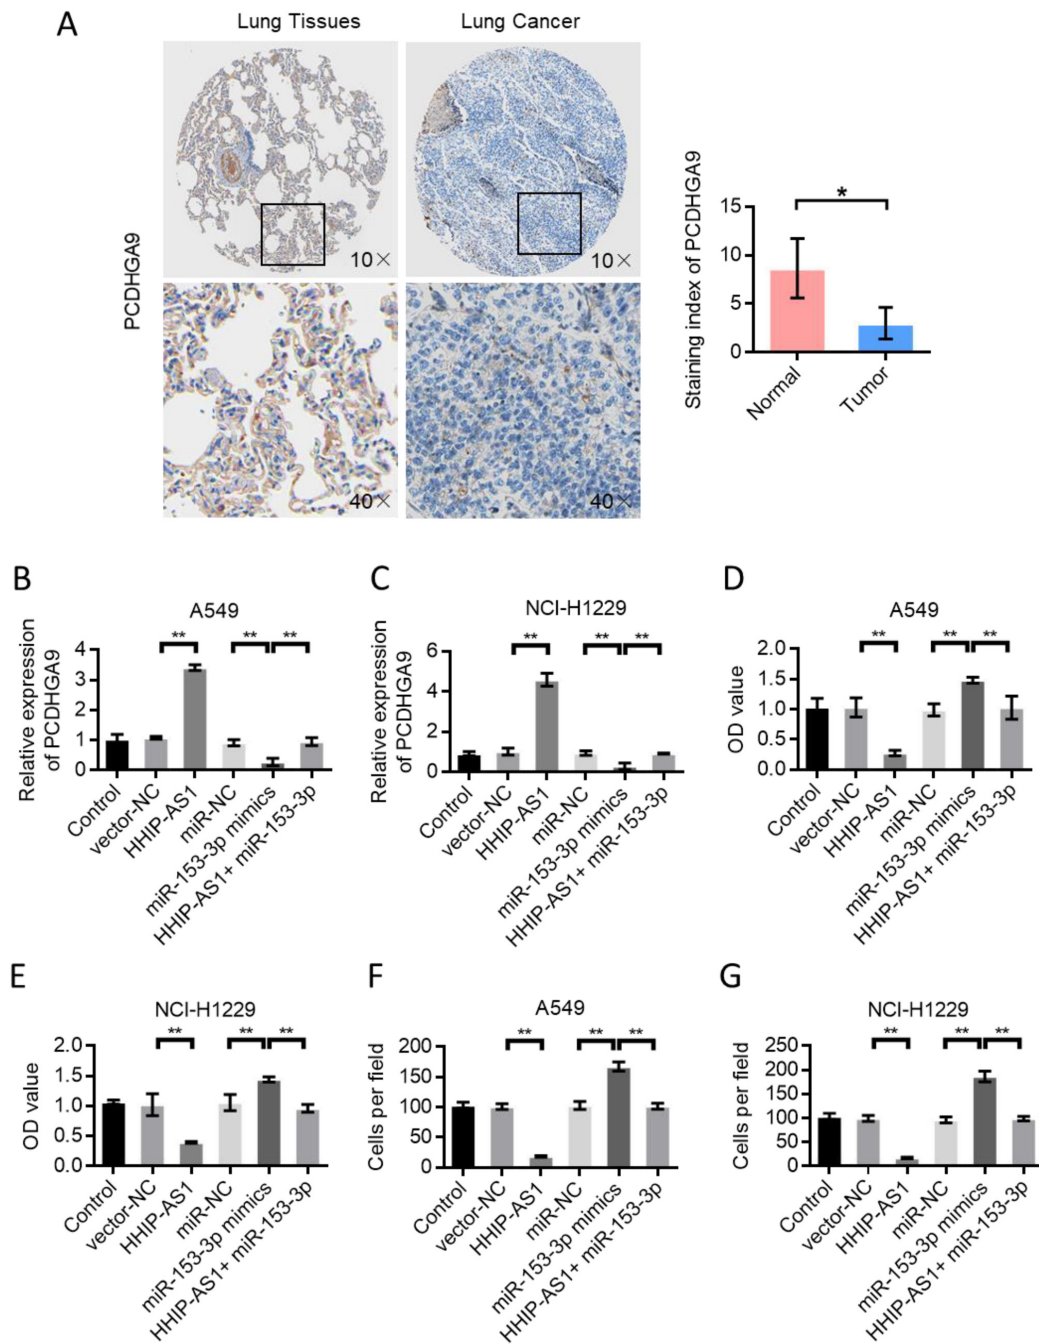 A
Lung Tissues
Lung Cancer
PCDHGA9
10×
10×
40×
40×
Staining index of PCDHGA9
15
10
5
0
*
Normal
Tumor
B
A549
Relative expression
of PCDHGA9
4
3
2
1
0
**
**
**
Control
vector-NC
HHIP-AS1
miR-NC
miR-153-3p mimics
HHIP-AS1+ miR-153-3p
C
NCI-H1229
Relative expression
of PCDHGA9
6
4
2
0
**
**
**
Control
vector-NC
HHIP-AS1
miR-NC
miR-153-3p mimics
HHIP-AS1+ miR-153-3p
D
A549
OD value
2.0
1.5
1.0
0.5
0.0
**
**
**
Control
vector-NC
HHIP-AS1
miR-NC
miR-153-3p mimics
HHIP-AS1+ miR-153-3p
E
NCI-H1229
OD value
2.0
1.5
1.0
0.5
0.0
**
**
**
Control
vector-NC
HHIP-AS1
miR-NC
miR-153-3p mimics
HHIP-AS1+ miR-153-3p
F
A549
Cells per field
200
150
100
50
0
**
**
**
Control
vector-NC
HHIP-AS1
miR-NC
miR-153-3p mimics
HHIP-AS1+ miR-153-3p
G
NCI-H1229
Cells per field
250
200
150
100
50
0
**
**
**
Control
vector-NC
HHIP-AS1
miR-NC
miR-153-3p mimics
HHIP-AS1+ miR-153-3p